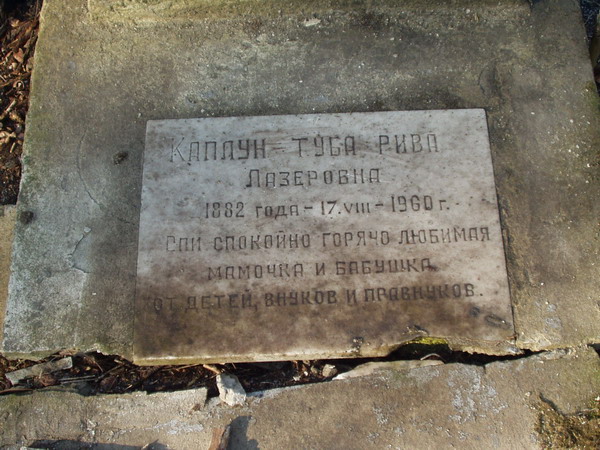 КАПЛУН – ТУБА РИВА
ЛАЗЕРОВНА
1882 ГОДА – 17.VIII – 1960 Г.
СПИ СПОКОЙНО ГОРЯЧО ЛЮБИМАЯ
МАМОЧКА И БАБУШКА
ОТ ДЕТЕЙ, ВНУКОВ И ПРАВНУКОВ.